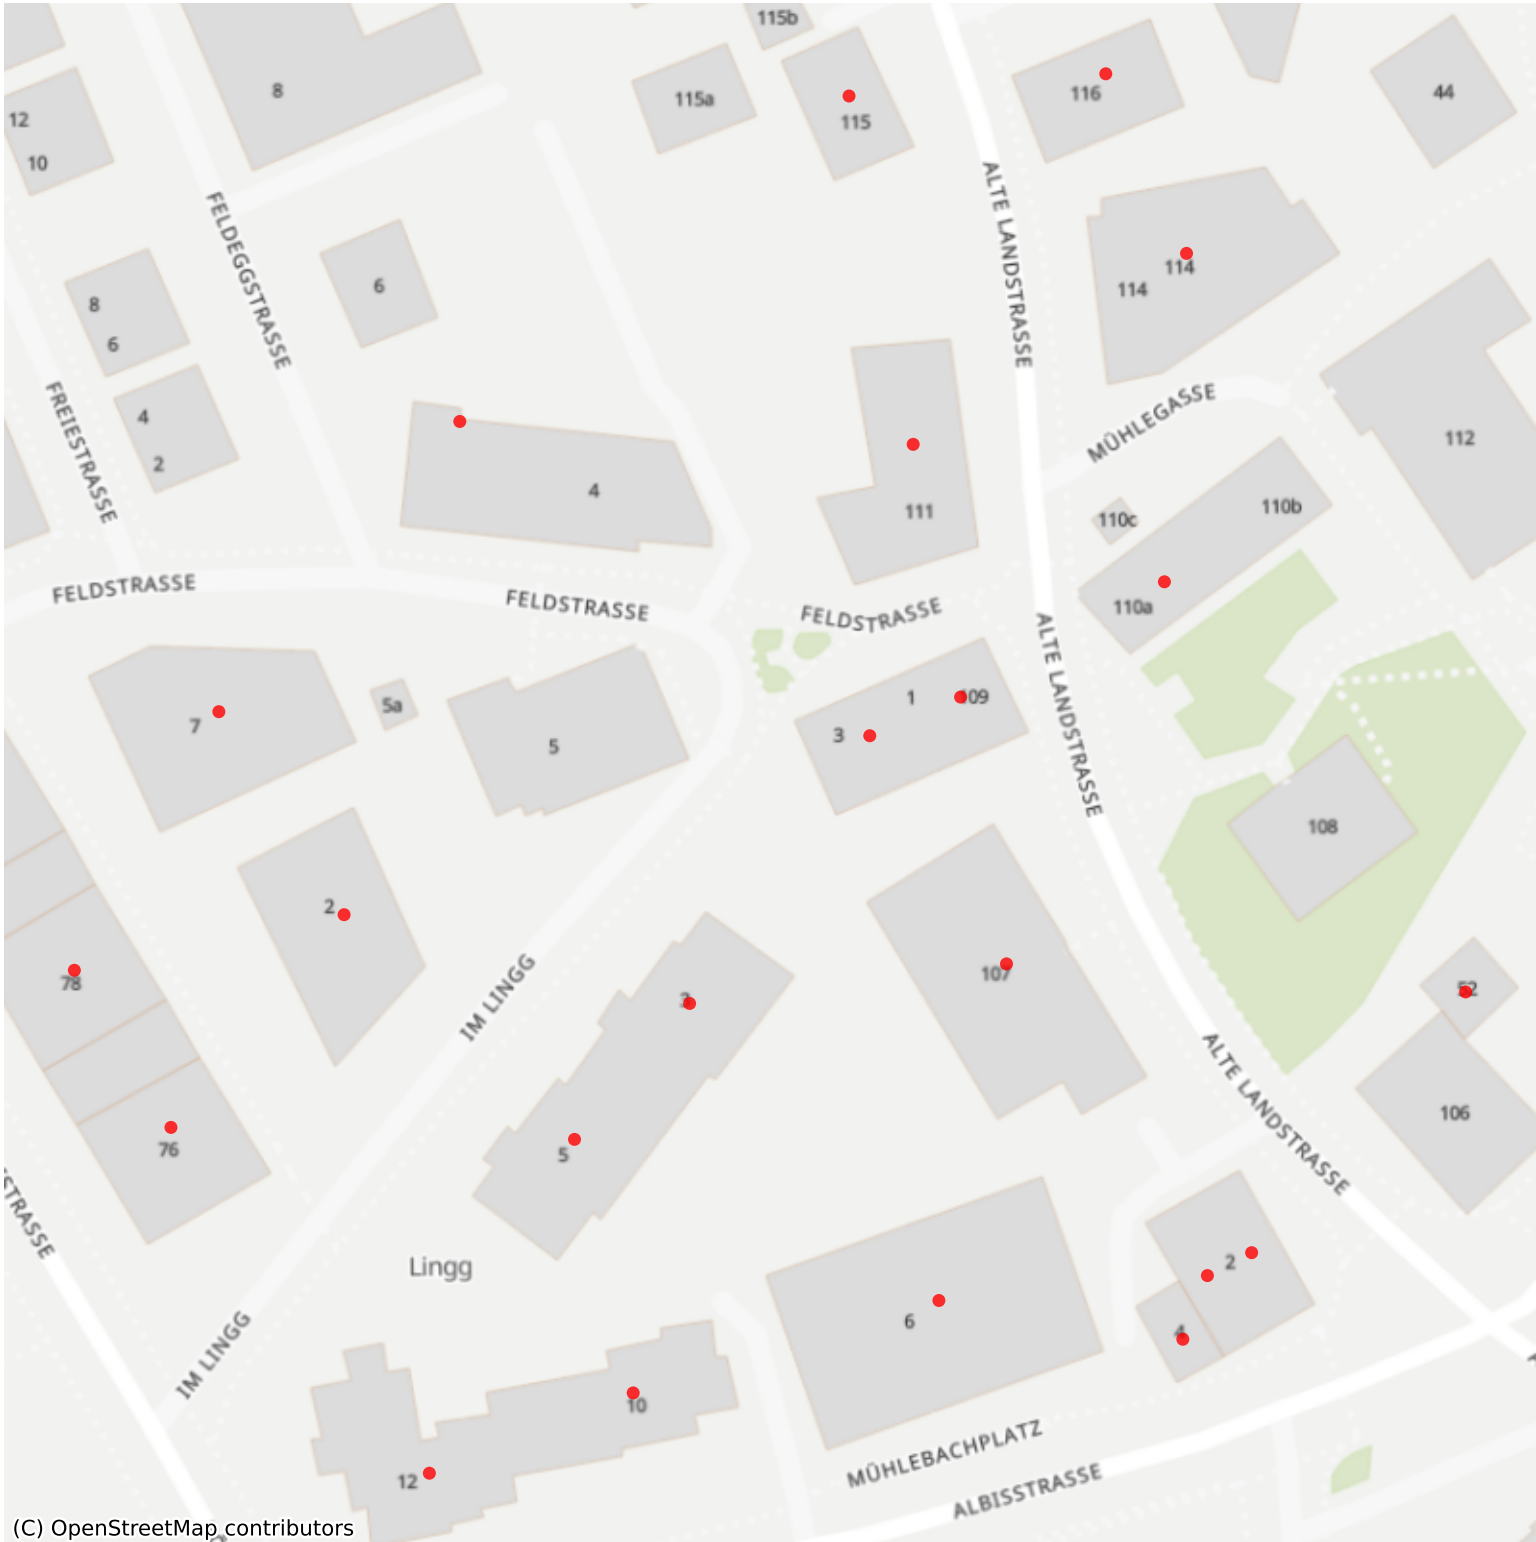 115b
8
115a
115
116
44
12
10
FELDEGGSTRASSE
ALTE LANDSTRASSE
114
114
8
6
6
FREIESTRASSE
4
2
4
111
MÜHLEGASSE
112
110c
110b
110a
FELDSTRASSE
FELDSTRASSE
FELDSTRASSE
ALTE LANDSTRASSE
7
5a
5
1
109
3
108
2
78
IM LINGG
3
107
52
ALTE LANDSTRASSE
106
76
5
STRASSE
Lingg
2
6
4
IM LINGG
10
12
MÜHLEBACHPLATZ
ALBISSTRASSE
(C) OpenStreetMap contributors